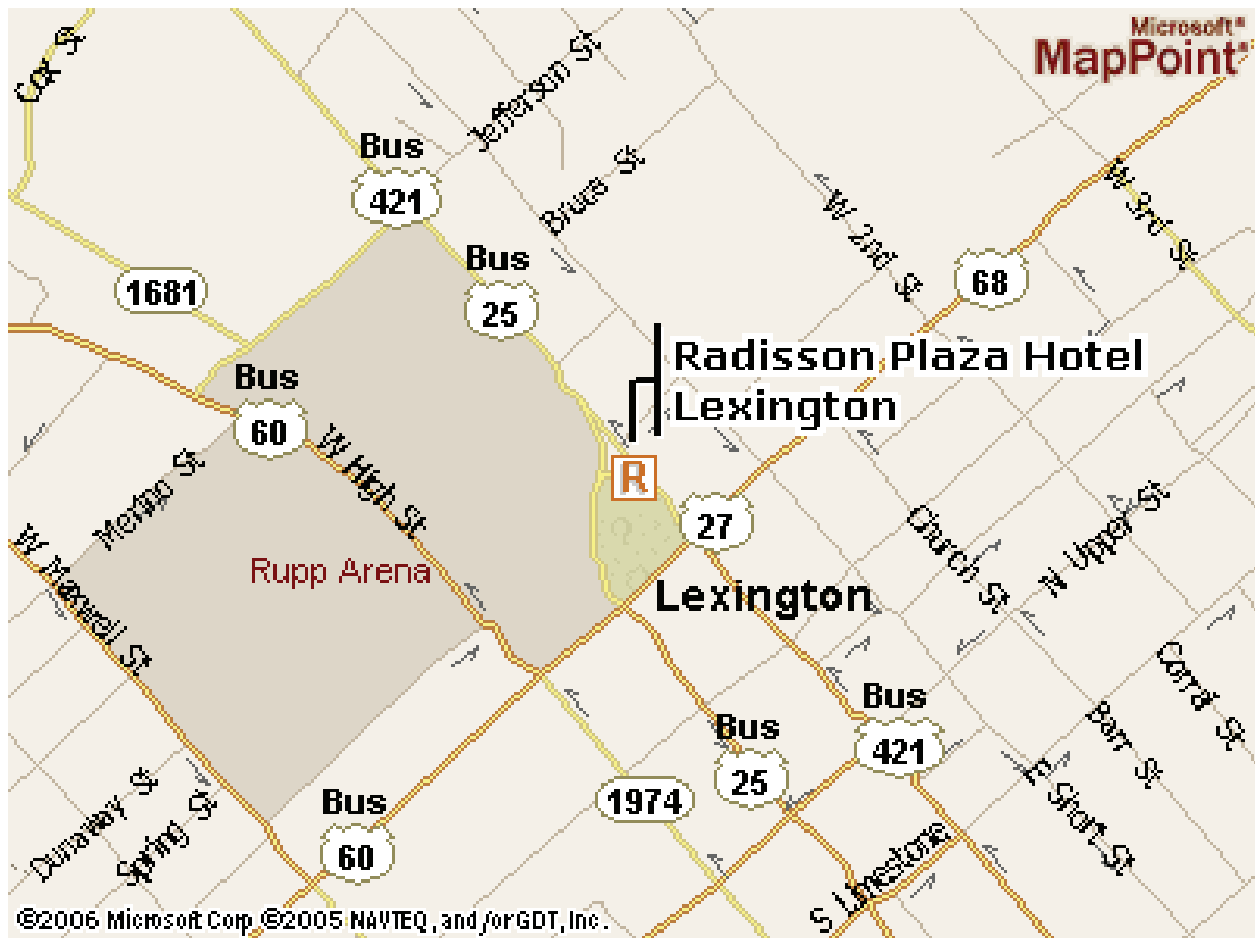 Microsoft®
MapPoint®
Cox St
Jefferson St
Bus
421
Bruce St
W 2nd St
W 3rd St
Bus
25
68
1681
Radisson Plaza Hotel
Lexington
Bus
60
W High St
Merino St
R
27
Church St
N Upper St
W Maxwell St
Rupp Arena
Lexington
Corral St
Bus
421
Barr St
Bus
25
E Short St
1974
Bus
60
Dunaway St
Spring St
S Limestone
©2006 Microsoft Corp ©2005 NAVTEQ, and/or GDT, Inc.